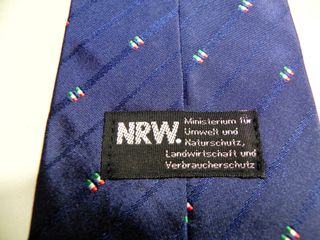 NRW.
Ministerium für
Umwelt und
Naturschutz,
Landwirtschaft und
Verbraucherschutz